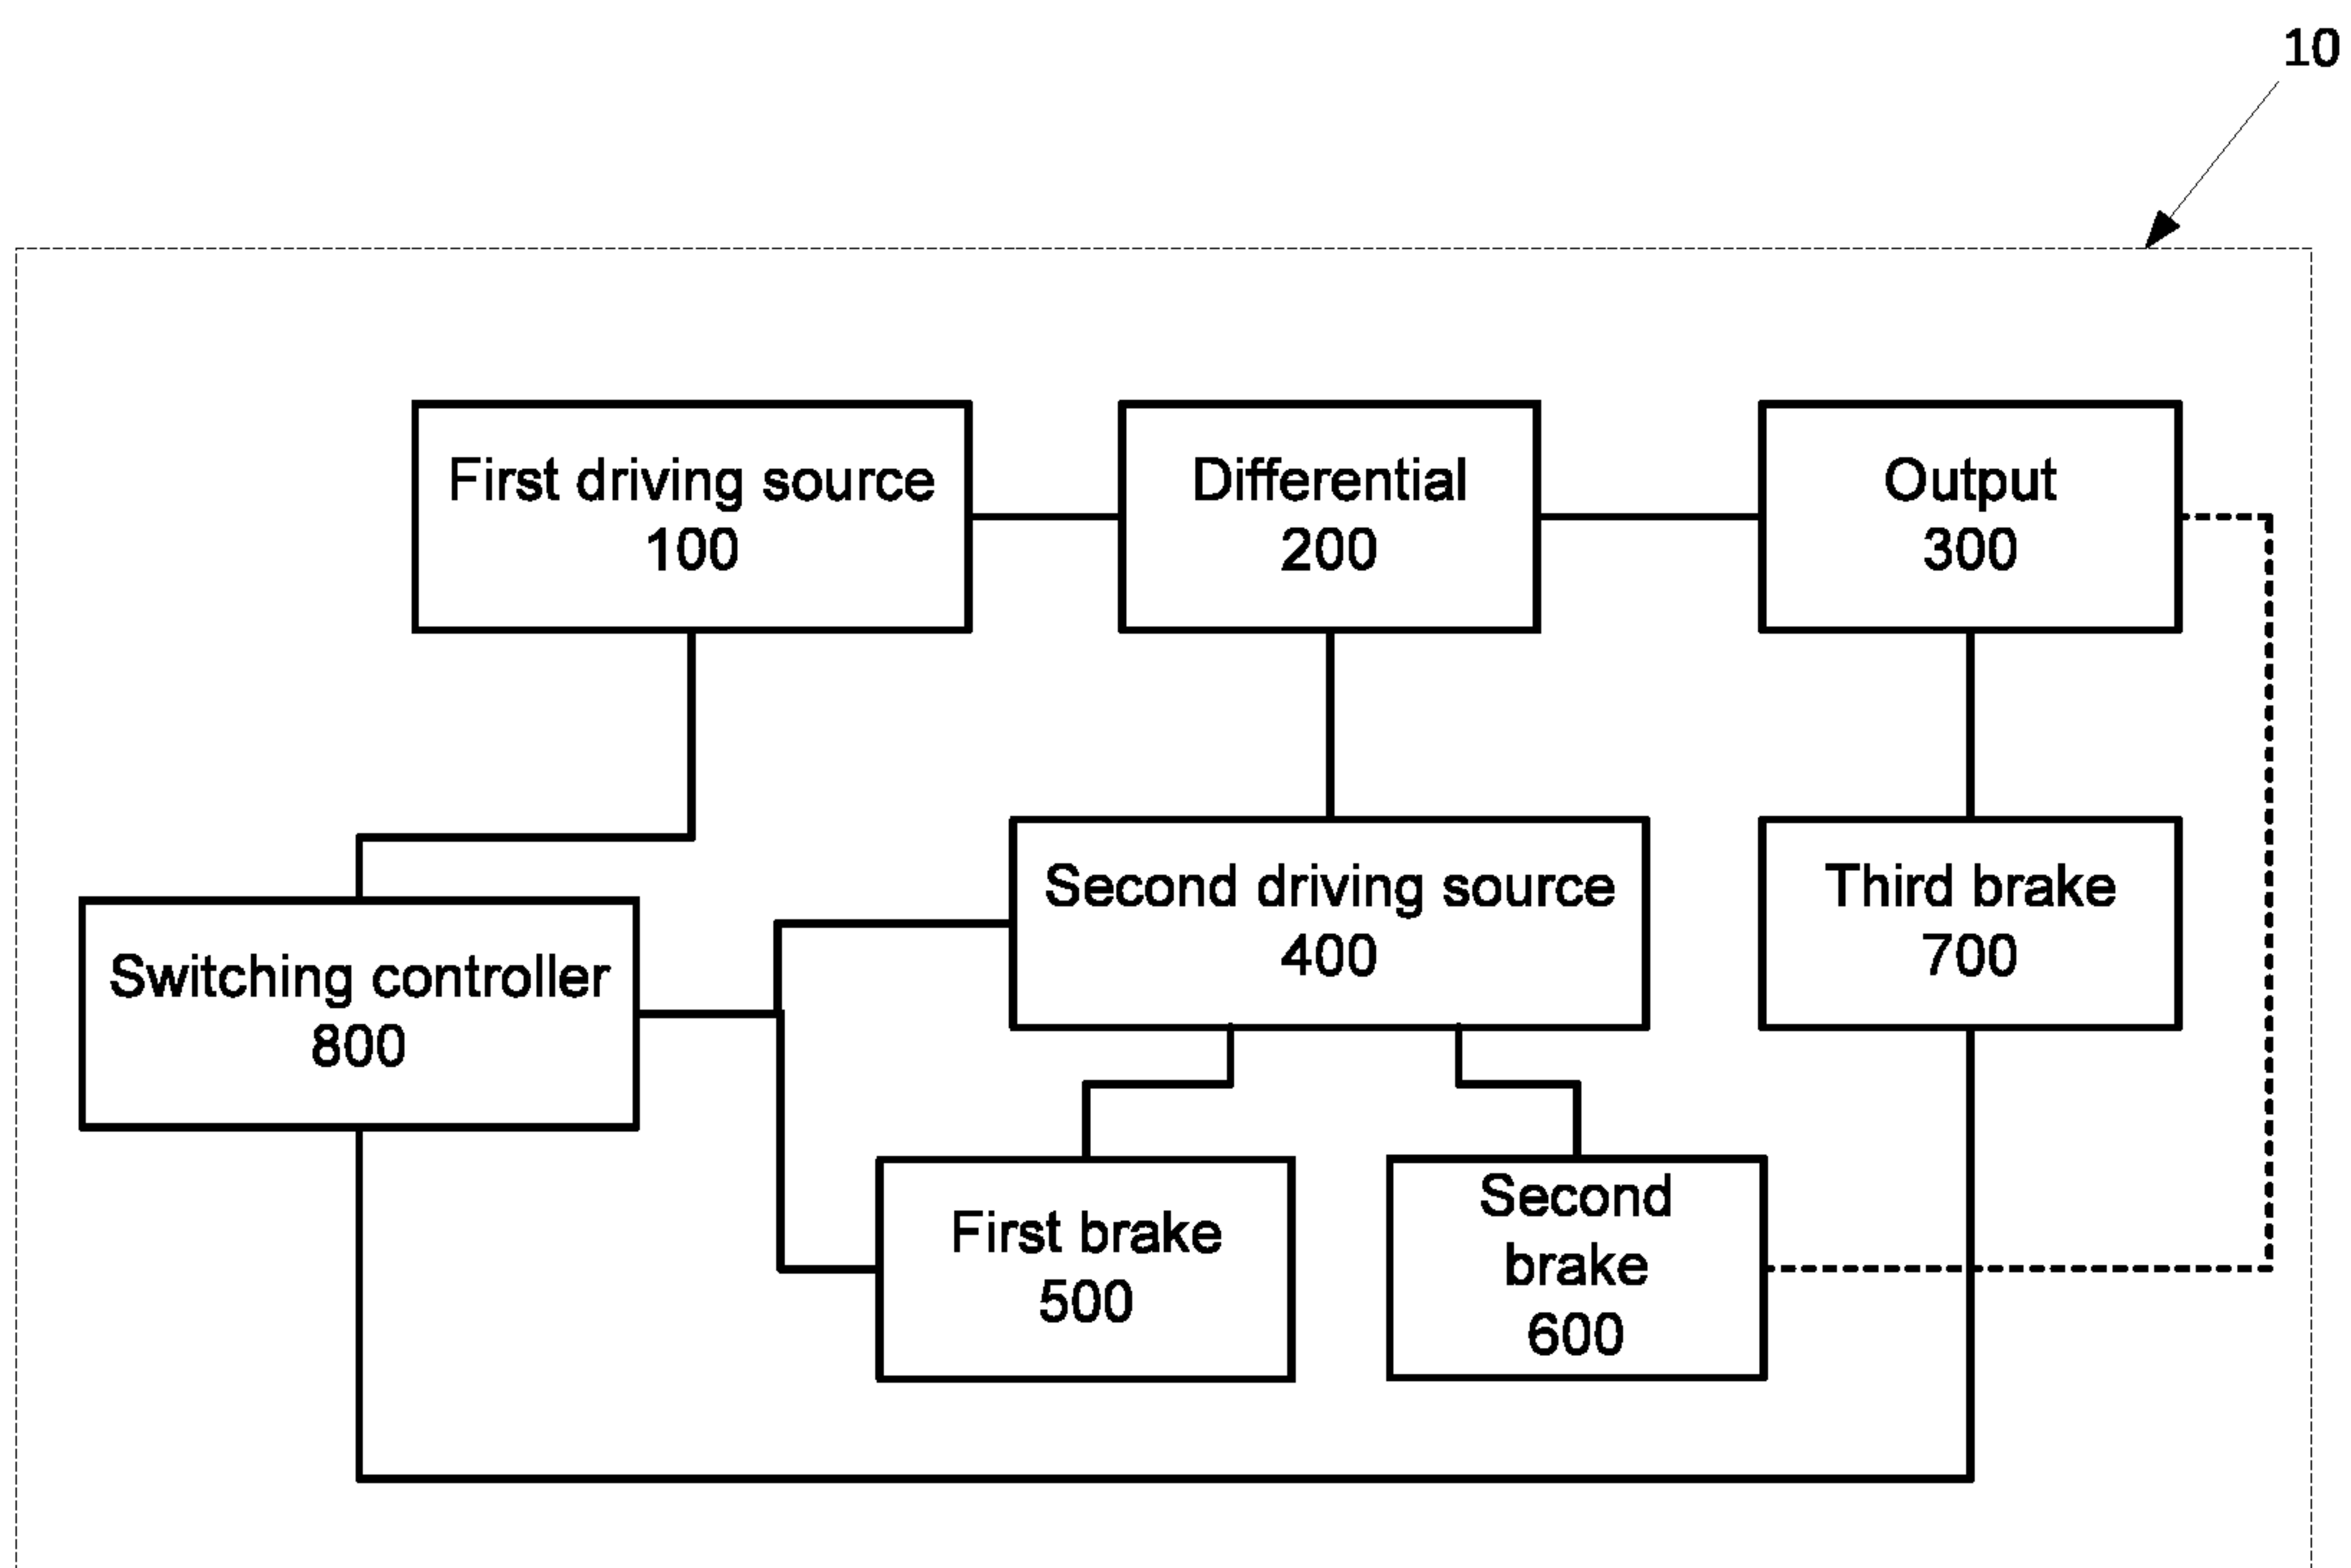 10
First driving source
100
Differential
200
Output
300
Second driving source
400
Third brake
700
Switching controller
800
First brake
500
Second
brake
600